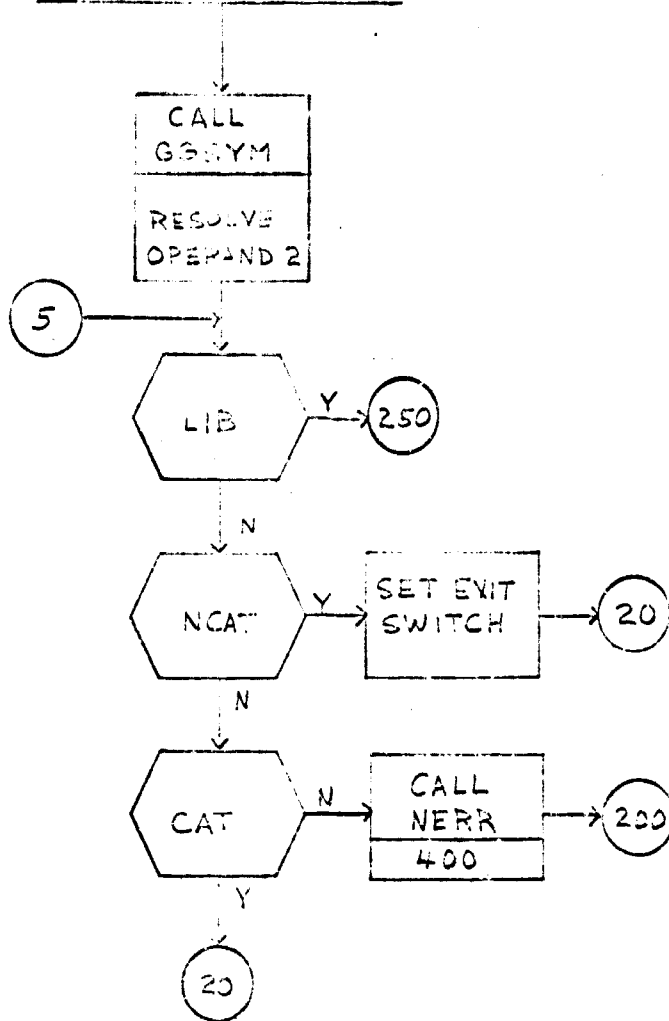 CALL
RESOLVE
OPERAND 2
5
LIB
Y
250
N
NCAT
Y
SET EXIT
SWITCH
20
N
CAT
N
CALL
NERR
400
200
Y
20